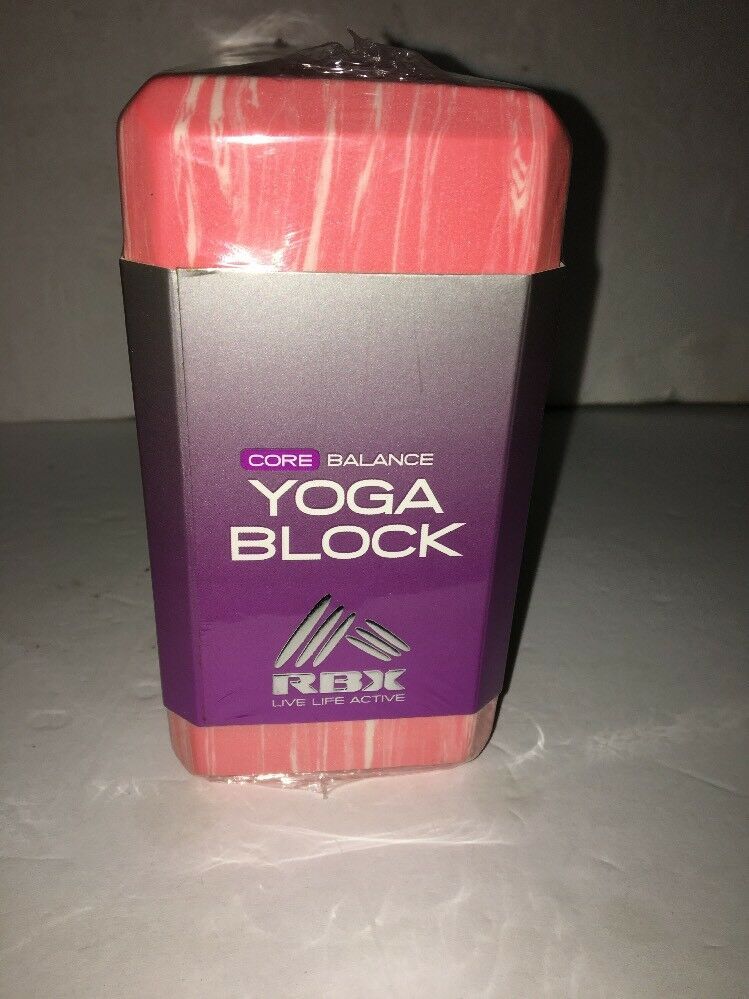 CORE BALANCE
YOGA
BLOCK
RBX
LIVE LIFE ACTIVE